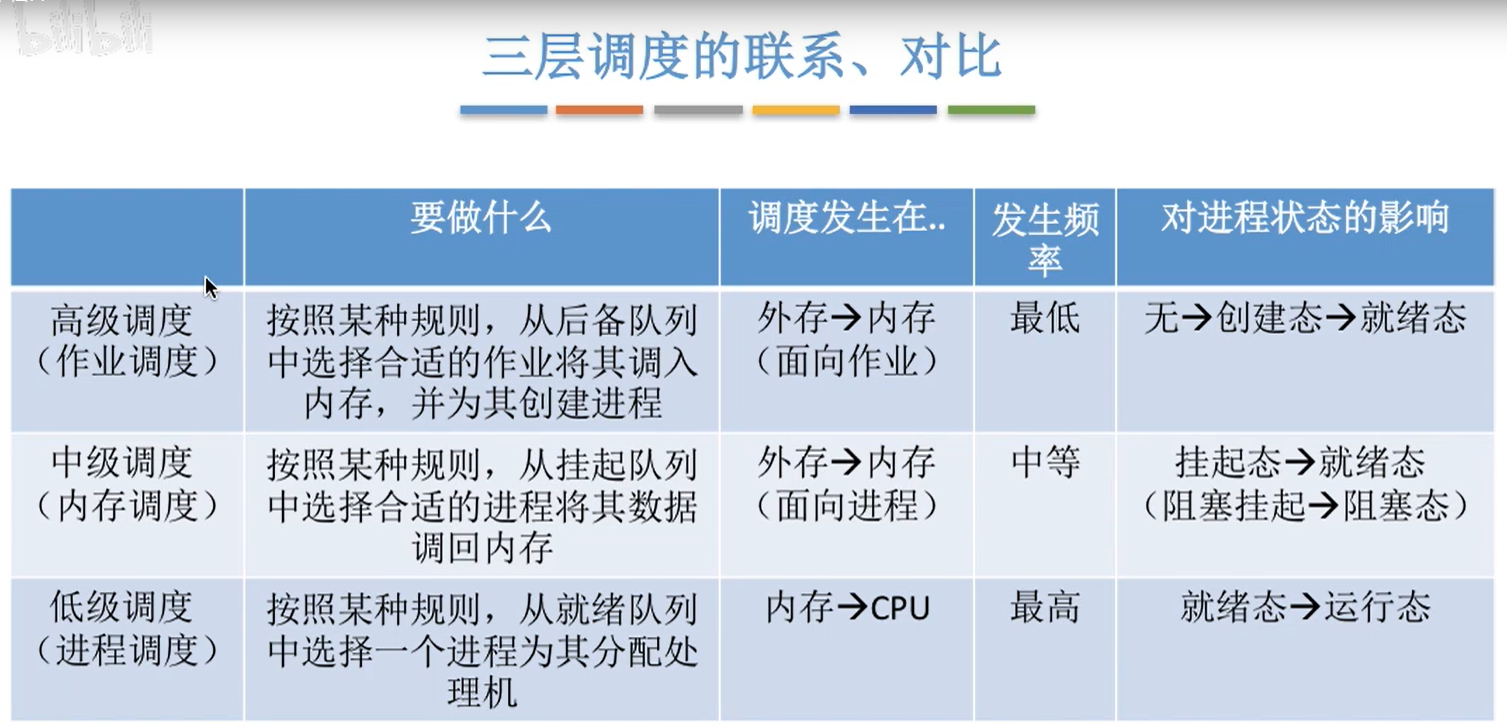 bilibili
三层调度的联系、对比
要做什么
调度发生在..
发生频
率
对进程状态的影响
高级调度
（作业调度）
按照某种规则，从后备队列
中选择合适的作业将其调入
内存，并为其创建进程
外存→内存
（面向作业）
最低
无→创建态→就绪态
中级调度
（内存调度）
按照某种规则，从挂起队列
中选择合适的进程将其数据
调回内存
外存→内存
（面向进程）
中等
挂起态→就绪态
（阻塞挂起→阻塞态）
低级调度
（进程调度）
按照某种规则，从就绪队列
中选择一个进程为其分配处
理机
内存→CPU
最高
就绪态→运行态